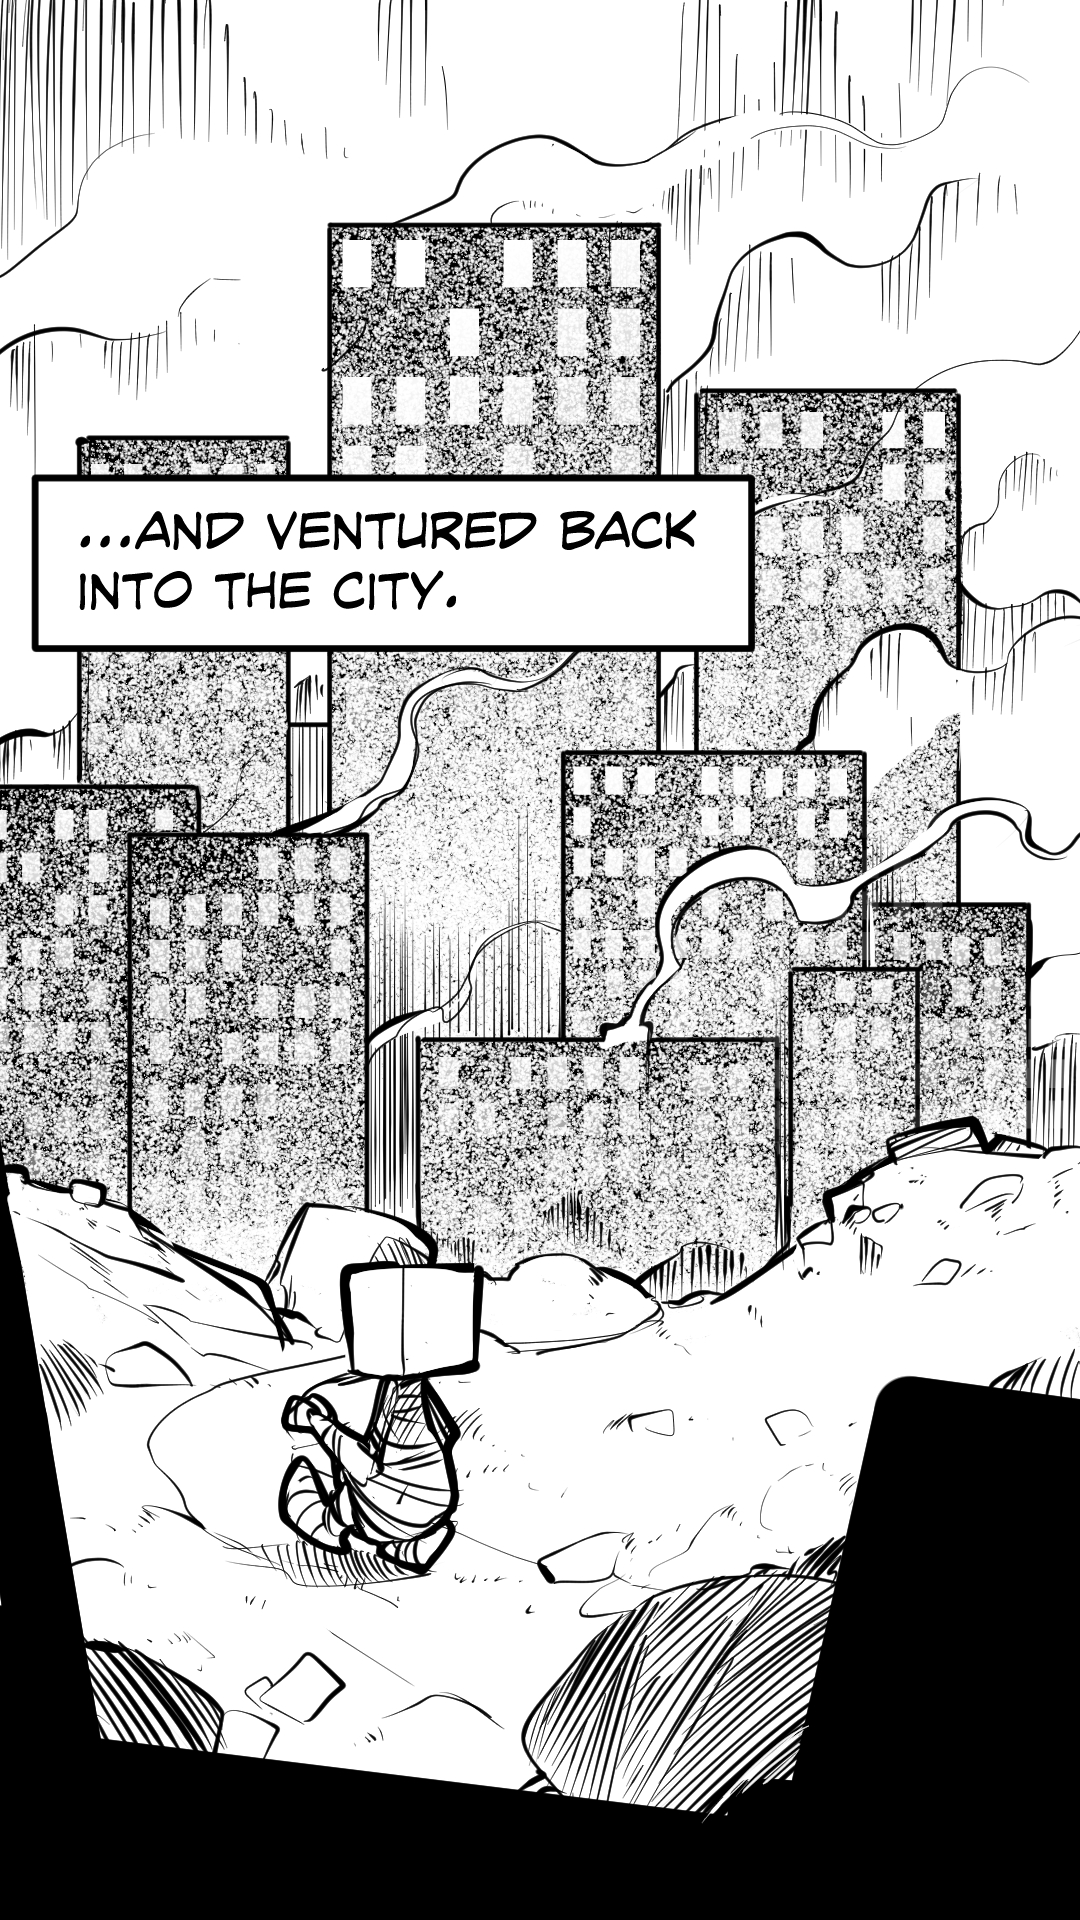 ...AND VENTURED BACK
INTO THE CITY.